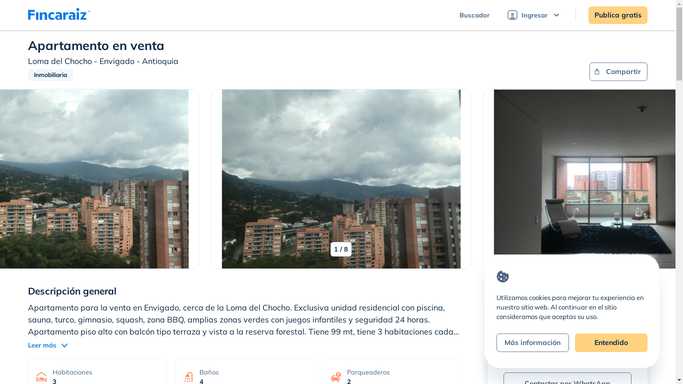 Fincaraiz
Buscador
Ingresar
Publica gratis
Apartamento en venta
Loma del Chocho - Envigado - Antioquia
Inmobiliaria
Compartir
1 / 8
Descripción general
Apartamento para la venta en Envigado, cerca de la Loma del Chocho. Exclusiva unidad residencial con piscina,
sauna, turco, gimnasio, squash, zona BBQ, amplias zonas verdes con juegos infantiles y seguridad 24 horas.
Apartamento piso alto con balcón tipo terraza y vista a la reserva forestal. Tiene 99 mt, tiene 3 habitaciones cada...
Leer más
Habitaciones
3
Baños
4
Parqueaderos
2
Utilizamos cookies para mejorar tu experiencia en
nuestro sitio web. Al continuar en el sitio
consideramos que aceptas su uso.
Más información
Entendido
Contactar por WhatsApp